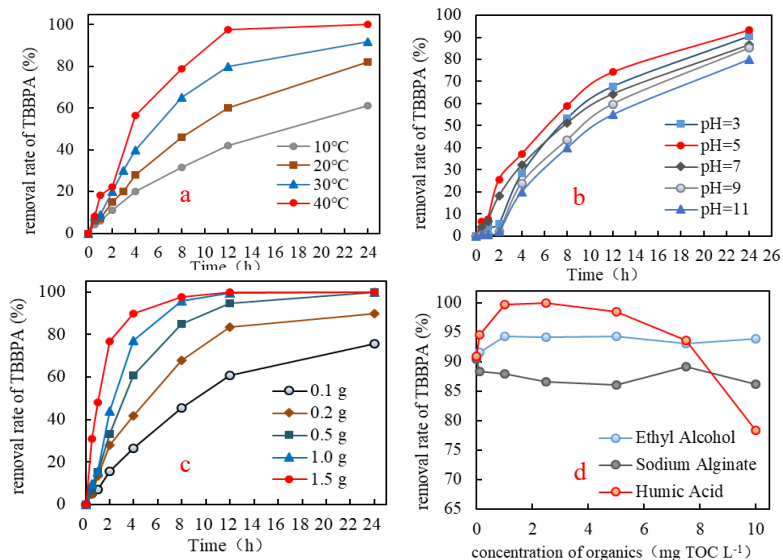 removal rate of TBBPA (%)
100
80
60
40
20
0
10℃
20℃
30℃
40℃
a
0 2 4 6 8 10 12 14 16 18 20 22 24
Time（h）
removal rate of TBBPA (%)
100
90
80
70
60
50
40
30
20
10
0
pH=3
pH=5
pH=7
pH=9
pH=11
b
0 2 4 6 8 10 12 14 16 18 20 22 24
Time（h）
removal rate of TBBPA (%)
100
80
60
40
20
0
0.1 g
0.2 g
0.5 g
1.0 g
1.5 g
c
0 2 4 6 8 10 12 14 16 18 20 22 24
Time（h）
removal rate of TBBPA (%)
100
95
90
85
80
75
70
65
Ethyl Alcohol
Sodium Alginate
Humic Acid
d
0 2 4 6 8 10
concentration of organics（mg TOC L-1）